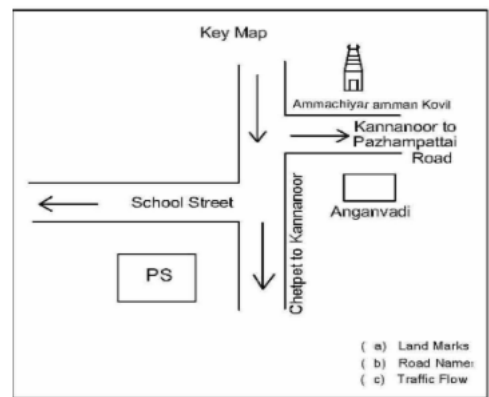 Key Map
Ammachiyar amman Kovil
Kannanoor to
Pazhampattai
Road
School Street
Anganvadi
Chetpet to Kannanoor
PS
( a) Land Marks
( b) Road Name:
( c) Traffic Flow